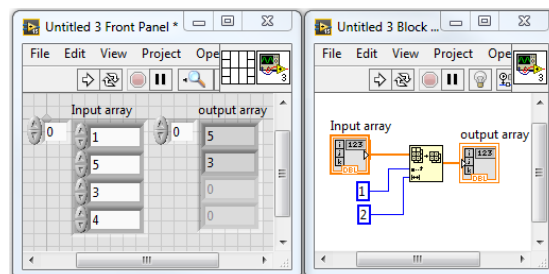 Untitled 3 Front Panel *
File Edit View Project Ope
3
Input array
output array
0
1
5
3
4
0
5
3
0
0
Untitled 3 Block ...
File Edit View Project Ope
3
Input array
123
DBL
output array
123
DBL
1
2